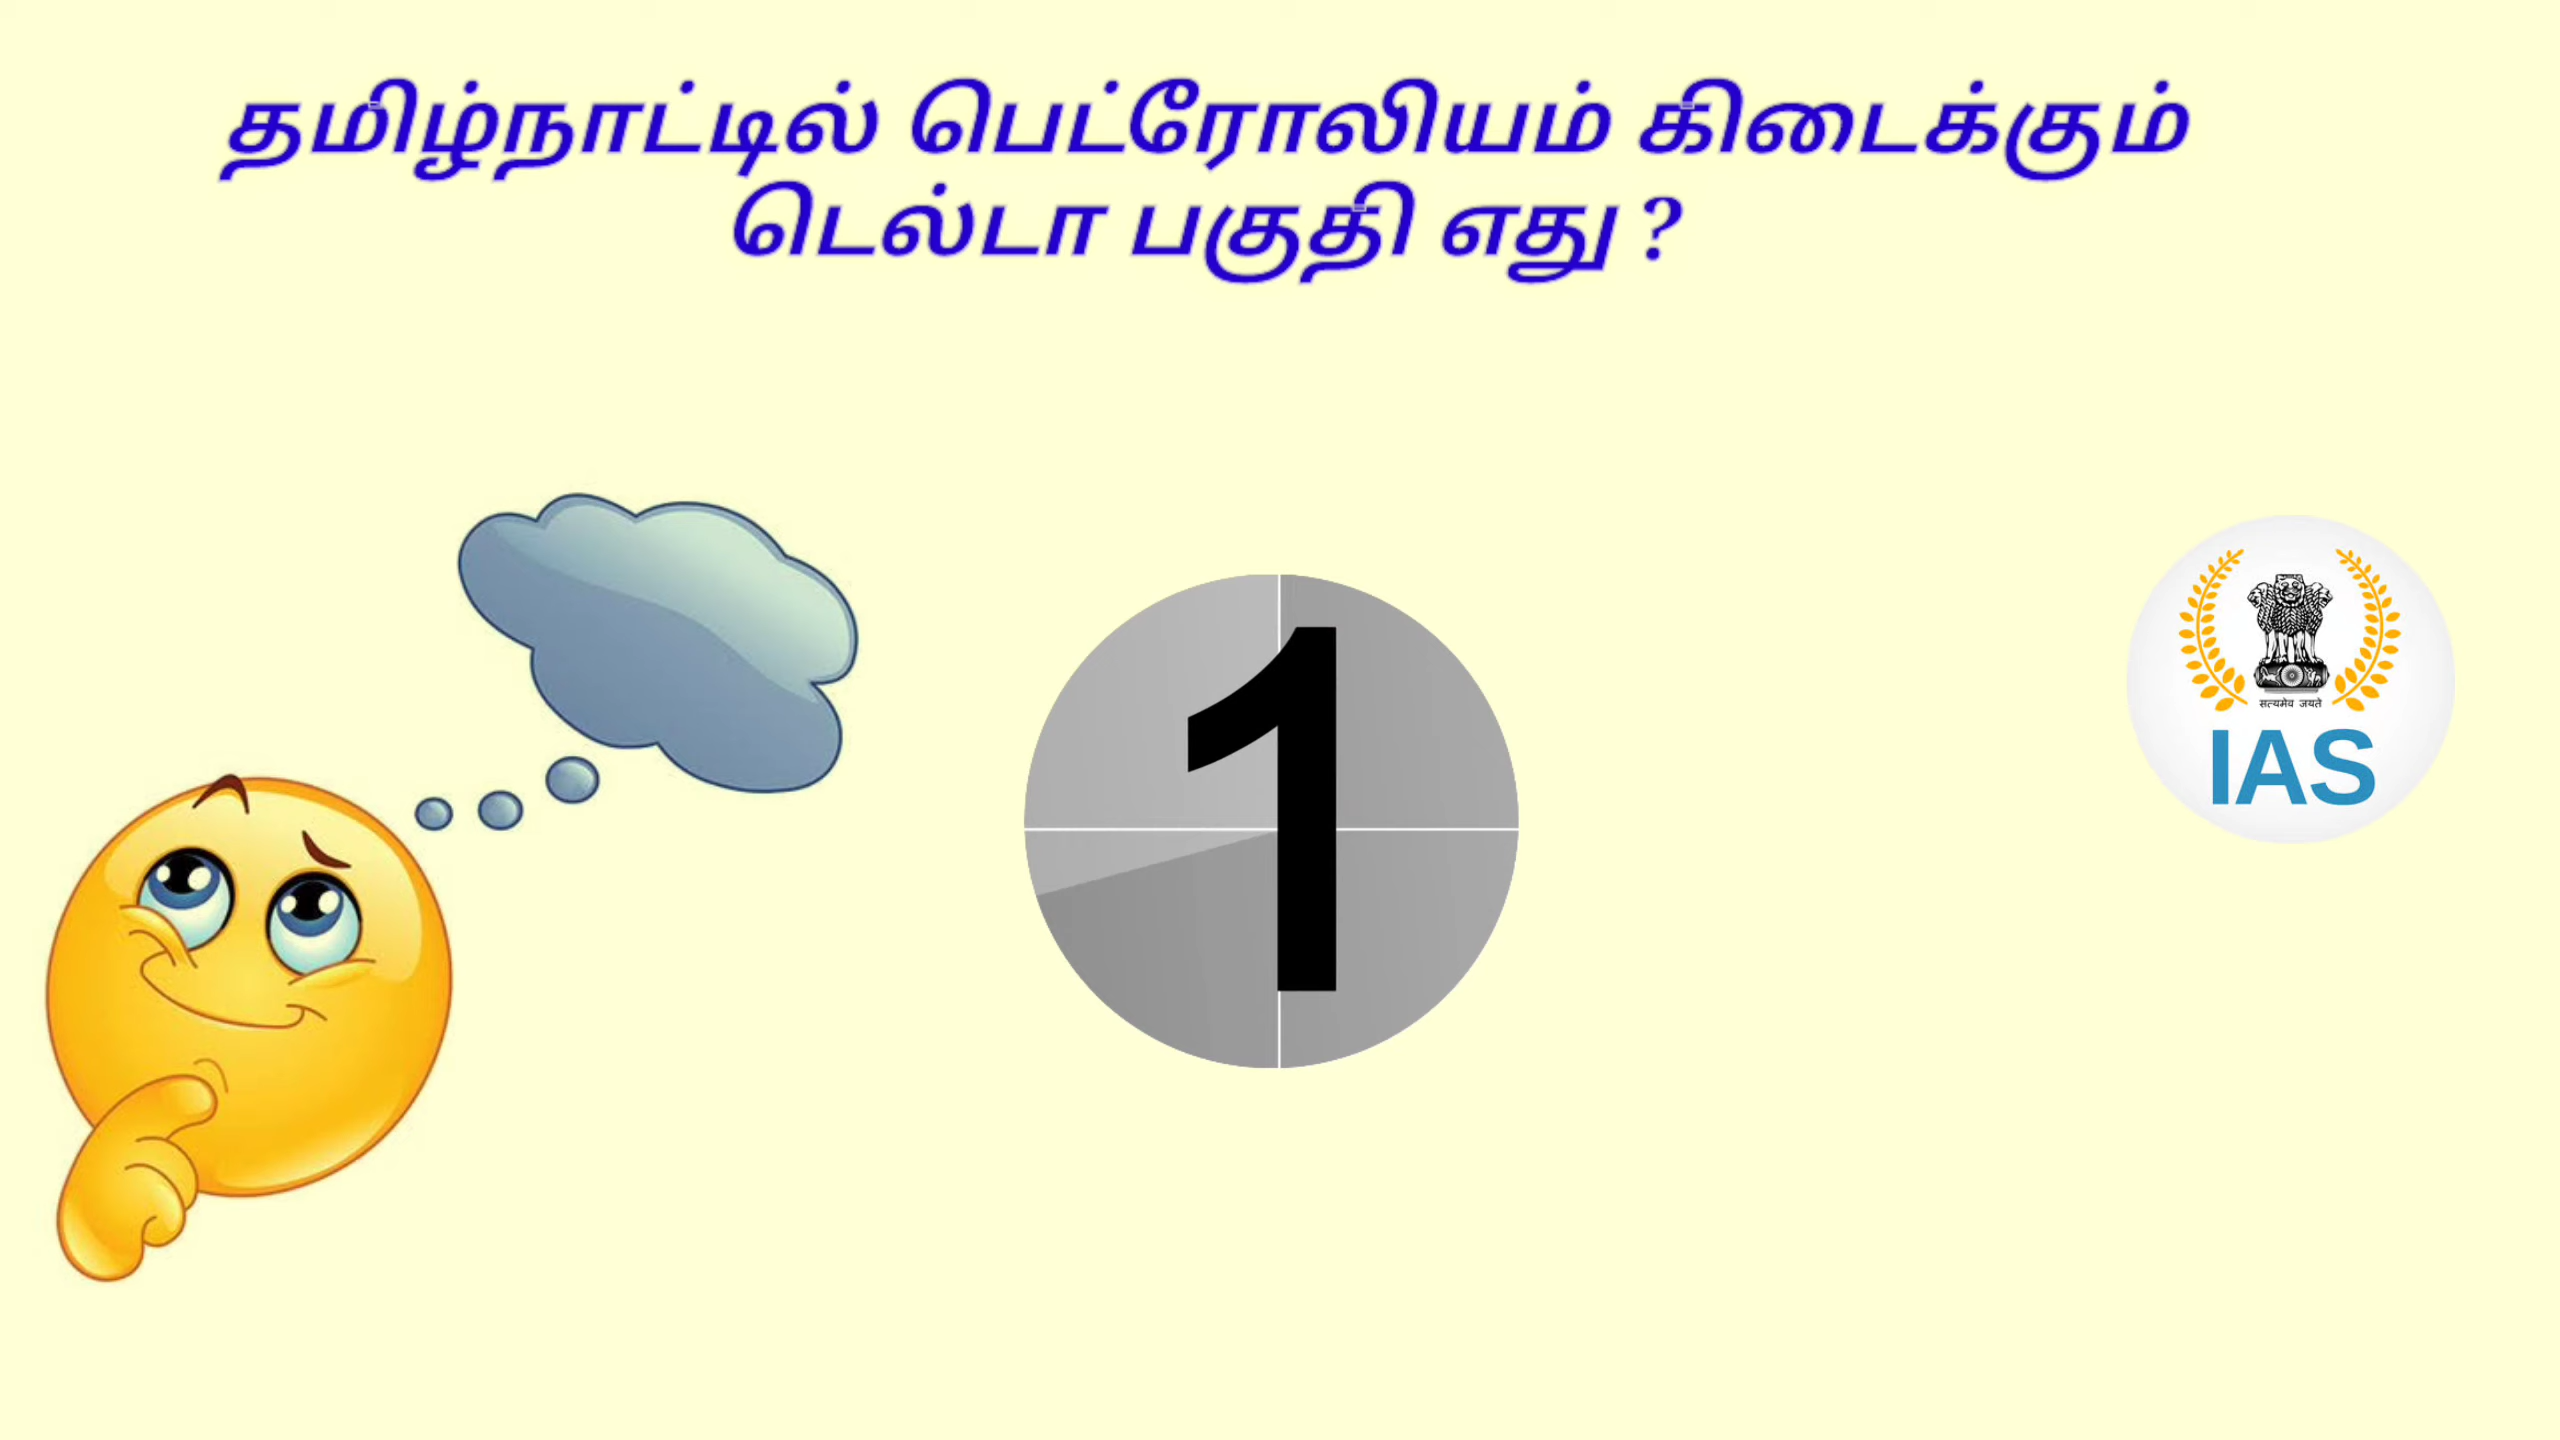 தமிழ்நாட்டில் பெட்ரோலியம் கிடைக்கும்
டெல்டா பகுதி எது ?
1
सत्यमेव जयते
IAS